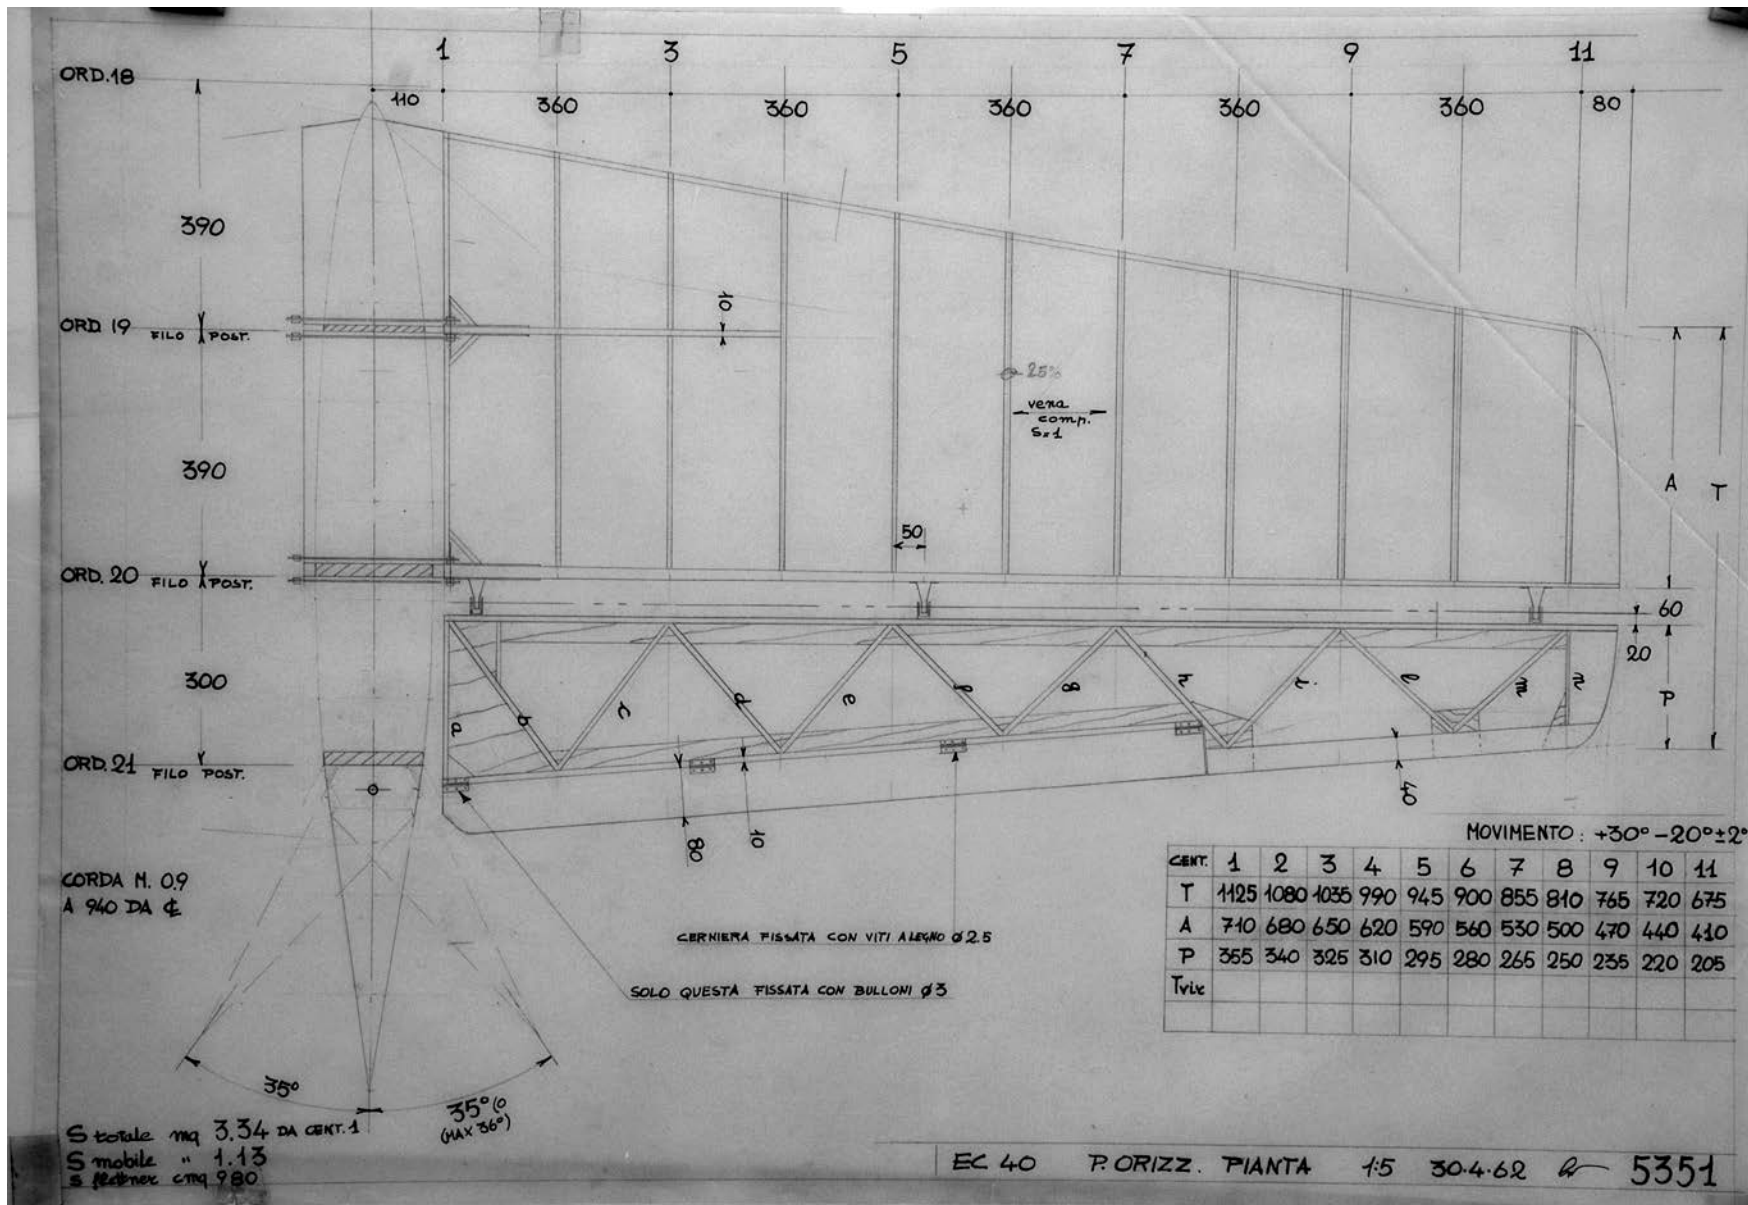 1 3 5 7 9 11
ORD.18
110 360 360 360 360 360 80
390
ORD 19 FILO POST.
10
25%
vena
comp.
S=1
390
A T
50
ORD. 20 FILO POST.
60
20
300
a b c d e f g h i l m n
P
ORD.21 FILO POST.
80 10 40
MOVIMENTO: +30° -20° ±2°
CENT. 1 2 3 4 5 6 7 8 9 10 11
T 1125 1080 1035 990 945 900 855 810 765 720 675
A 710 680 650 620 590 560 530 500 470 440 410
P 355 340 325 310 295 280 265 250 235 220 205
CORDA M. 0.9
A 940 DA ℄
CERNIERA FISSATA CON VITI A LEGNO Ø 2.5
SOLO QUESTA FISSATA CON BULLONI Ø 3
35°
35°
(MAX 36°)
S totale mq 3.34 DA CENT. 1
S mobile " 1.13
S flettner cmq 980
EC 40 P. ORIZZ. PIANTA 1:5 30.4.62 5351